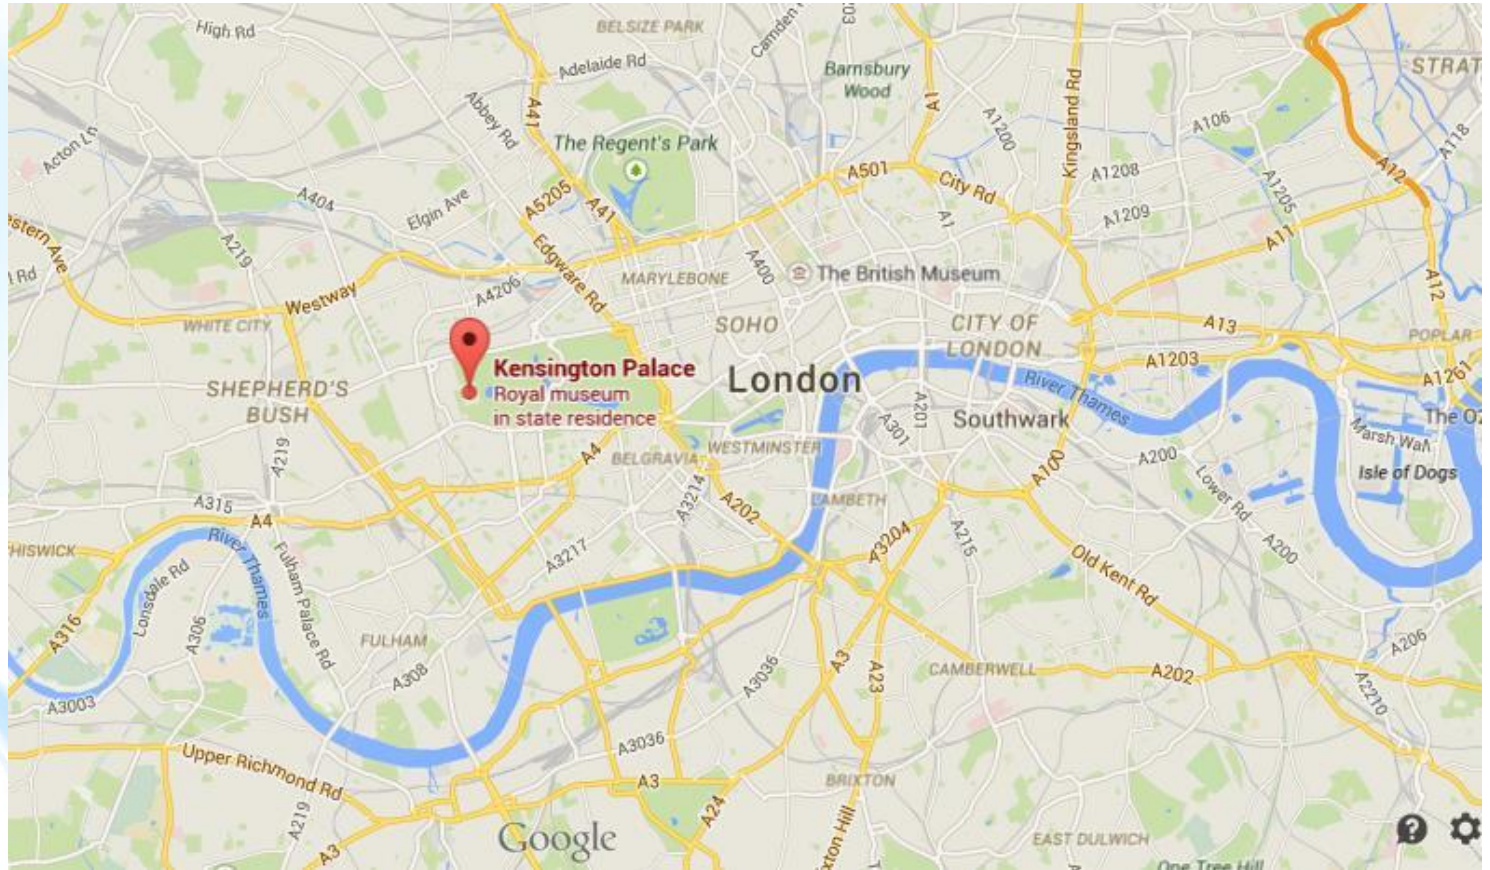 High Rd
BELSIZE PARK
Camden
Adelaide Rd
Barnsbury
Wood
STRAT
Acton Ln
Abbey Rd
A41
A1
A1200
Kingsland Rd
A106
A118
The Regent's Park
A501
City Rd
A1208
A12
A404
Elgin Ave
A5205
A41
A1
A1209
A1205
A219
Edgware Rd
A11
estern Ave
MARYLEBONE
A400
The British Museum
A12
Westway
A4206
WHITE CITY
SOHO
CITY OF
LONDON
A13
POPLAR
A1203
A1261
Kensington Palace
Royal museum
in state residence
SHEPHERD'S
BUSH
London
River Thames
A201
Southwark
A301
Marsh Wall
A219
A4
BELGRAVIA
WESTMINSTER
A100
A200
Isle of Dogs
A3214
A202
LAMBETH
Lower Rd
A315
A4
A3204
A215
A200
HISWICK
River Thames
Fulham Palace Rd
A3217
Old Kent Rd
Lonsdale Rd
A316
A306
FULHAM
A308
A3
A23
A3036
CAMBERWELL
A202
A206
A2210
A3003
A3036
Upper Richmond Rd
A219
A3
A24
BRIXTON
xton Hill
EAST DULWICH
Google
A3
One Tree Hill